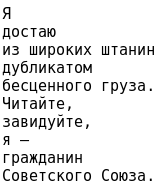 Я
достаю
из широких штанин
дубликатом
бесценного груза.
Читайте,
завидуйте,
я —
гражданин
Советского Союза.